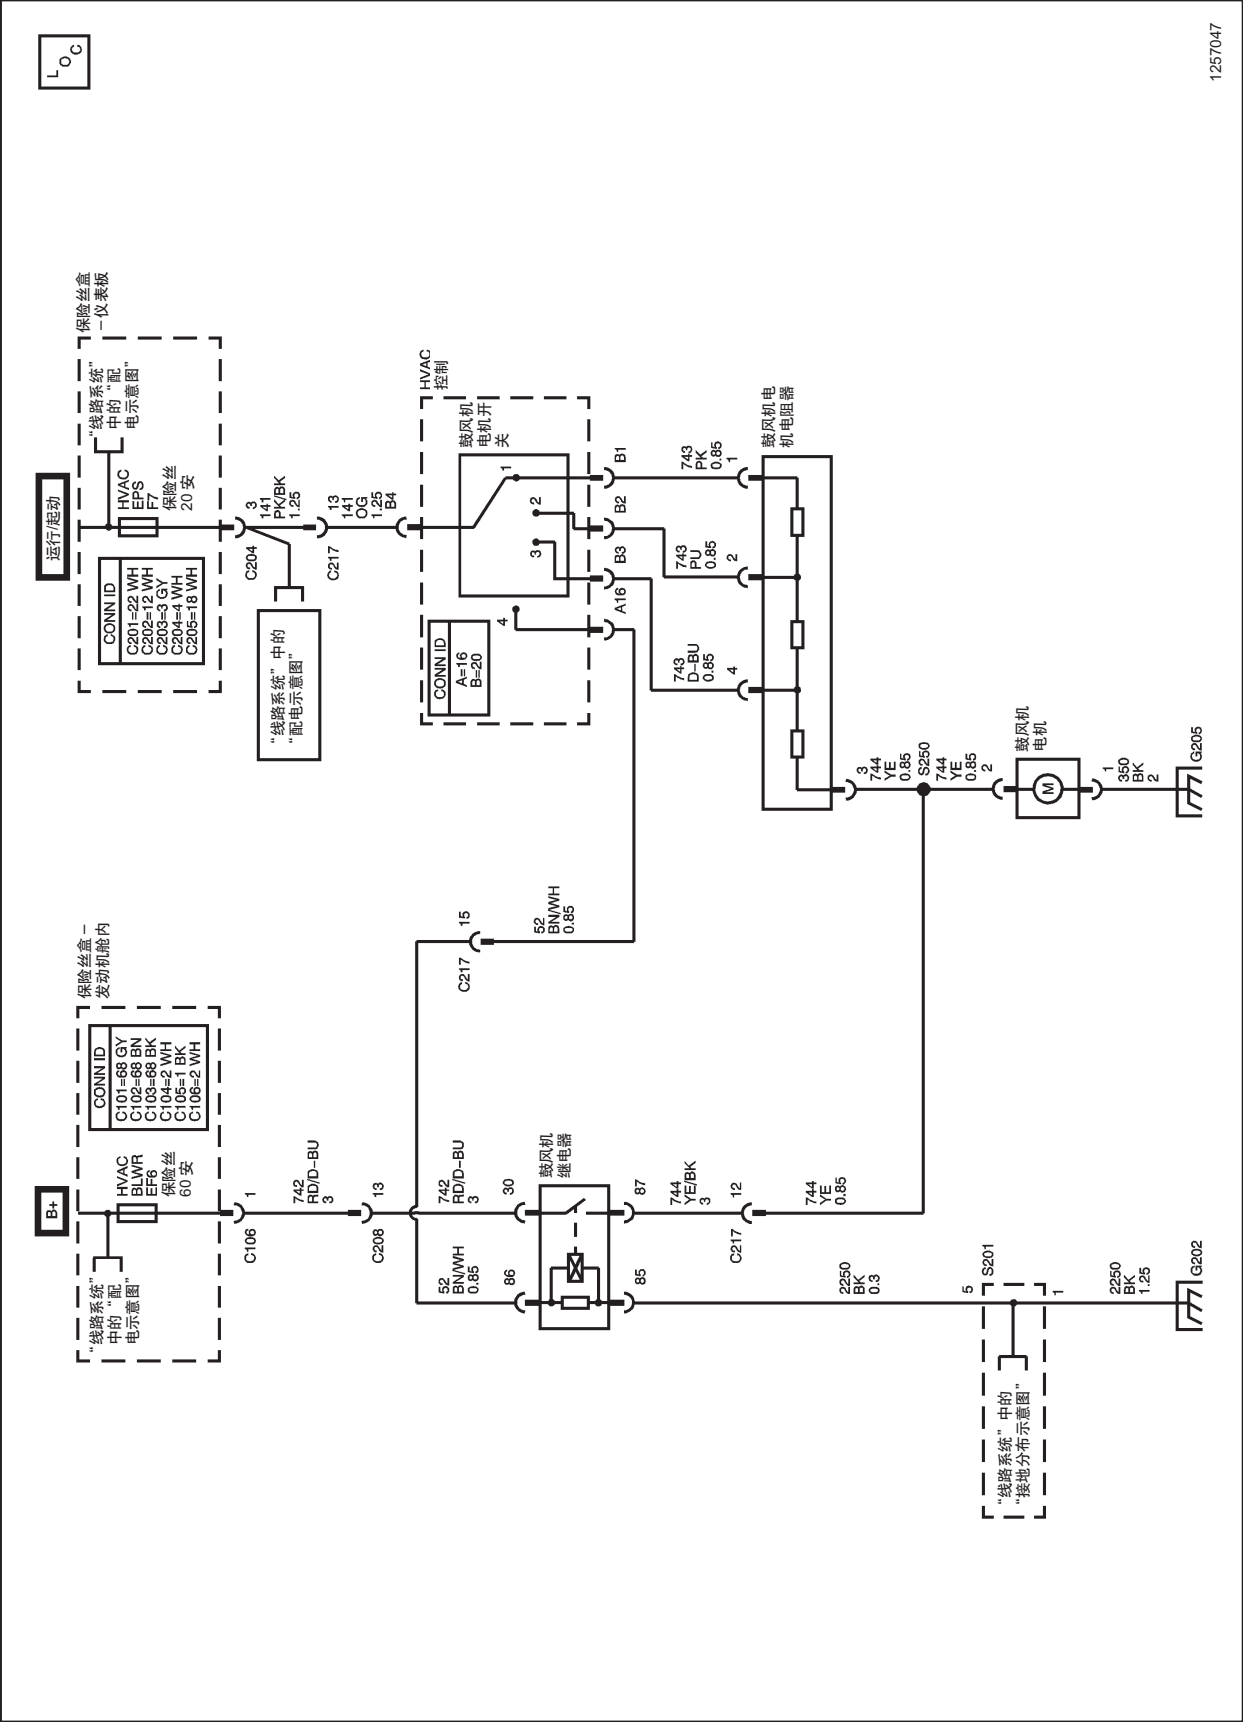 LOC
B+
运行/起动
保险丝盒－
发动机舱内
“线路系统”
中的“配
电示意图”
HVAC
BLWR
EF6
保险丝
60 安
CONN ID
C101=68 GY
C102=68 BN
C103=68 BK
C104=2 WH
C105=1 BK
C106=2 WH
保险丝盒
－仪表板
CONN ID
C201=22 WH
C202=12 WH
C203=3 GY
C204=4 WH
C205=18 WH
HVAC
EPS
F7
保险丝
20 安
“线路系统”
中的“配
电示意图”
C106
1
742
RD/D-BU
3
C208
13
742
RD/D-BU
3
30
52
BN/WH
0.85
86
鼓风机
继电器
85
87
744
YE/BK
3
C217
12
744
YE
0.85
C217
15
52
BN/WH
0.85
“线路系统”中的
“配电示意图”
C204
3
141
PK/BK
1.25
C217
13
141
OG
1.25
B4
HVAC
控制
CONN ID
A=16
B=20
鼓风机
电机开
关
4
3
2
1
A16
B3
B2
B1
743
D-BU
0.85
4
743
PU
0.85
2
743
PK
0.85
1
鼓风机电
机电阻器
3
744
YE
0.85
S250
744
YE
0.85
2
鼓风机
电机
M
1
350
BK
2
G205
2250
BK
0.3
5
S201
“线路系统”中的
“接地分布示意图”
1
2250
BK
1.25
G202
1257047